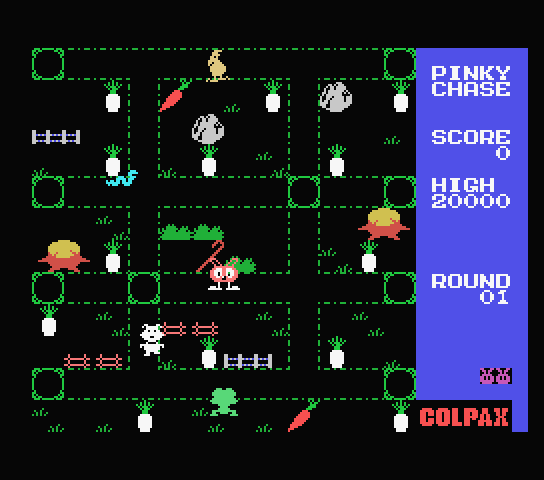 PINKY
CHASE
SCORE
0
HIGH
20000
ROUND
01
COLPAX